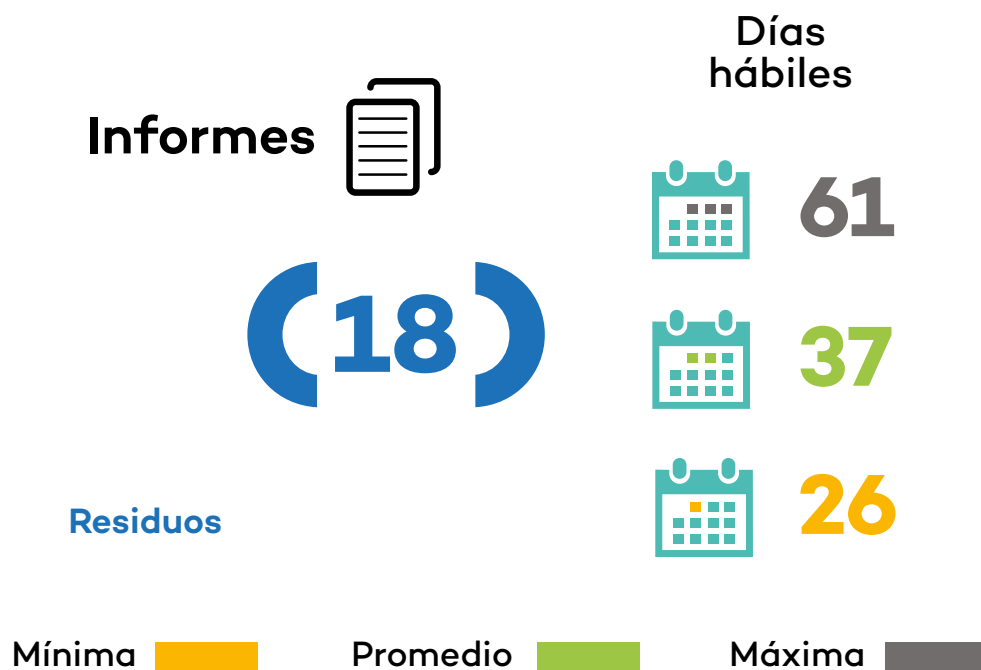 Días
hábiles
Informes
61
18
37
26
Residuos
Mínima
Promedio
Máxima